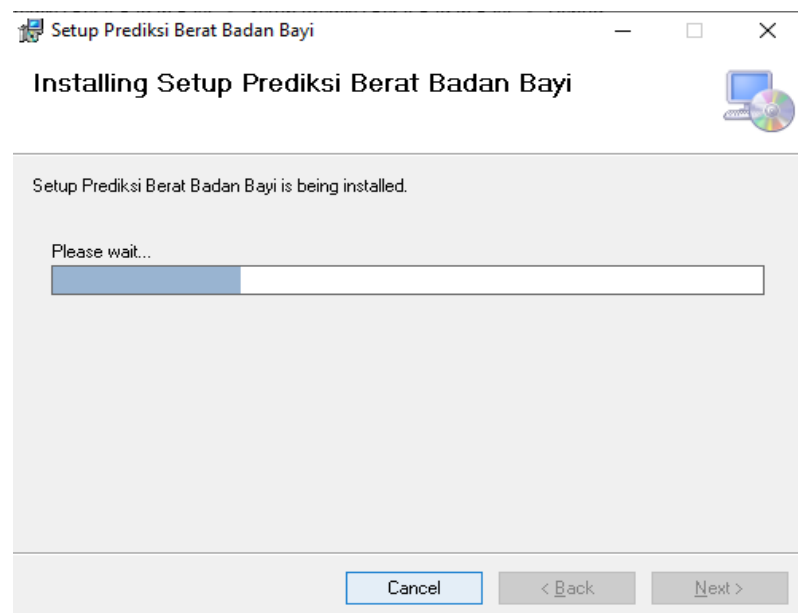 Setup Prediksi Berat Badan Bayi
Installing Setup Prediksi Berat Badan Bayi
Setup Prediksi Berat Badan Bayi is being installed.
Please wait...
Cancel
< Back
Next >